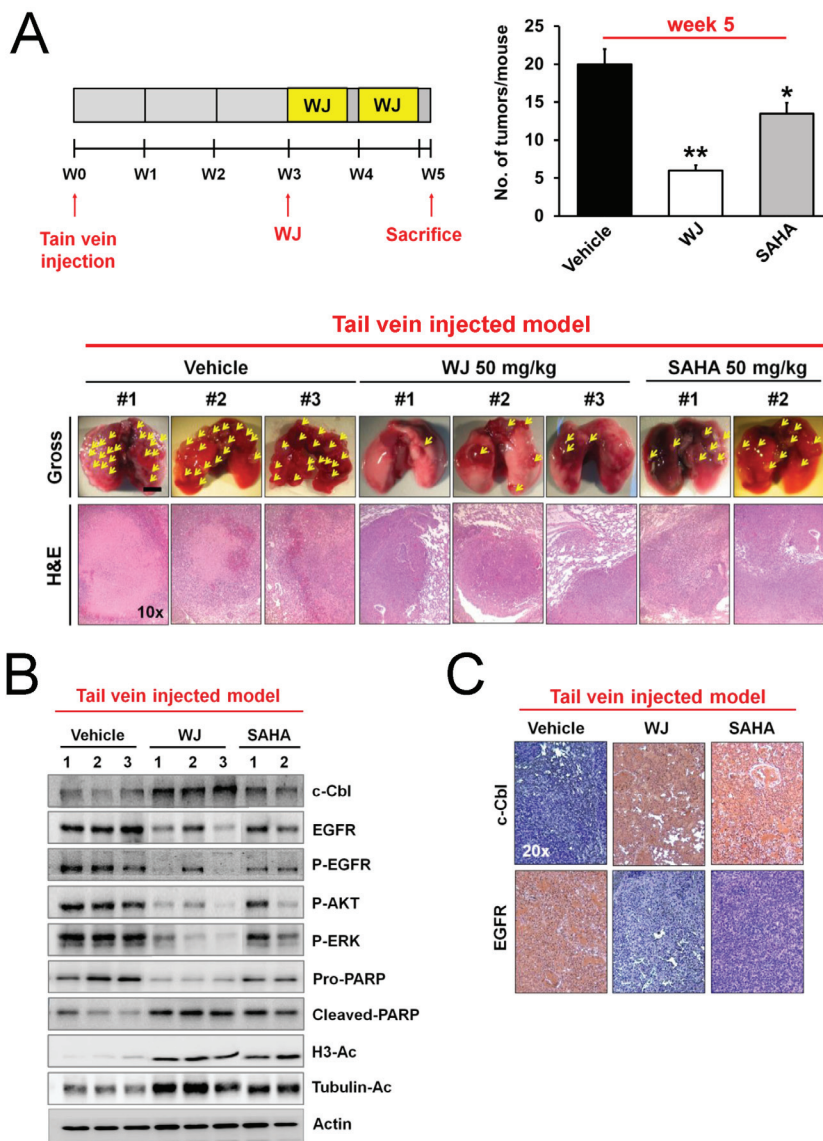 A
WJ WJ
W0 W1 W2 W3 W4 W5
Tain vein
injection
WJ
Sacrifice
week 5
No. of tumors/mouse
25
20
15
10
5
0
**
*
Vehicle
WJ
SAHA
Tail vein injected model
Vehicle WJ 50 mg/kg SAHA 50 mg/kg
#1 #2 #3 #1 #2 #3 #1 #2
Gross
H&E
10x
B
Tail vein injected model
Vehicle WJ SAHA
1 2 3 1 2 3 1 2
c-Cbl
EGFR
P-EGFR
P-AKT
P-ERK
Pro-PARP
Cleaved-PARP
H3-Ac
Tubulin-Ac
Actin
C
Tail vein injected model
Vehicle WJ SAHA
c-Cbl
20x
EGFR